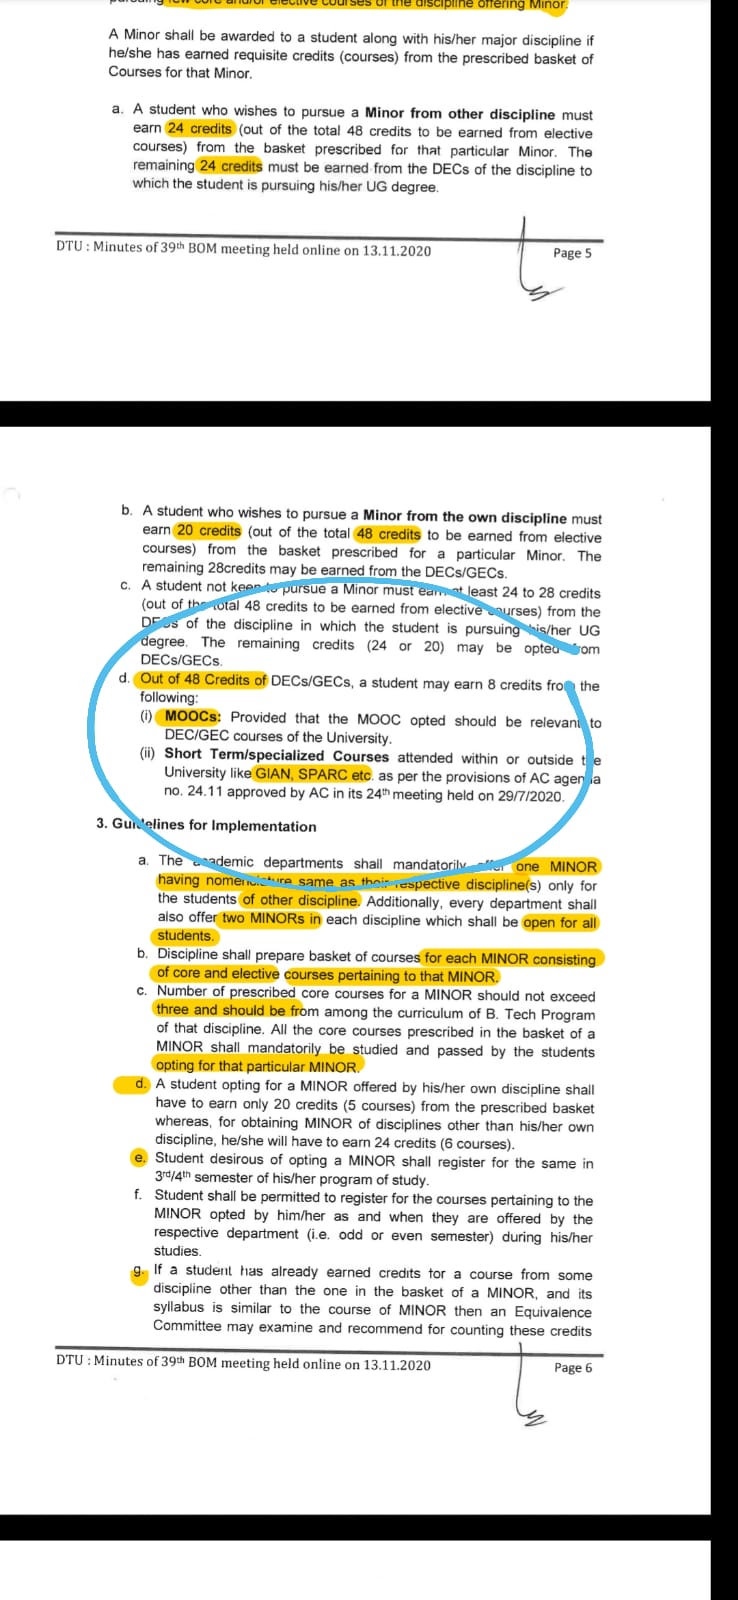 pursuing few core and/or elective courses of the discipline offering Minor.
A Minor shall be awarded to a student along with his/her major discipline if
he/she has earned requisite credits (courses) from the prescribed basket of
Courses for that Minor.
a. A student who wishes to pursue a Minor from other discipline must
earn 24 credits (out of the total 48 credits to be earned from elective
courses) from the basket prescribed for that particular Minor. The
remaining 24 credits must be earned from the DECs of the discipline to
which the student is pursuing his/her UG degree.
DTU : Minutes of 39th BOM meeting held online on 13.11.2020
Page 5
b. A student who wishes to pursue a Minor from the own discipline must
earn 20 credits (out of the total 48 credits to be earned from elective
courses) from the basket prescribed for a particular Minor. The
remaining 28credits may be earned from the DECs/GECs.
c. A student not keen to pursue a Minor must earn at least 24 to 28 credits
(out of the total 48 credits to be earned from elective courses) from the
DECs of the discipline in which the student is pursuing his/her UG
degree. The remaining credits (24 or 20) may be opted from
DECs/GECs.
d. Out of 48 Credits of DECs/GECs, a student may earn 8 credits from the
following:
(i) MOOCs: Provided that the MOOC opted should be relevant to
DEC/GEC courses of the University.
(ii) Short Term/specialized Courses attended within or outside the
University like GIAN, SPARC etc. as per the provisions of AC agenda
no. 24.11 approved by AC in its 24th meeting held on 29/7/2020.
3. Guidelines for Implementation
a. The academic departments shall mandatorily offer one MINOR
having nomenclature same as their respective discipline(s) only for
the students of other discipline. Additionally, every department shall
also offer two MINORs in each discipline which shall be open for all
students.
b. Discipline shall prepare basket of courses for each MINOR consisting
of core and elective courses pertaining to that MINOR.
c. Number of prescribed core courses for a MINOR should not exceed
three and should be from among the curriculum of B. Tech Program
of that discipline. All the core courses prescribed in the basket of a
MINOR shall mandatorily be studied and passed by the students
opting for that particular MINOR.
d. A student opting for a MINOR offered by his/her own discipline shall
have to earn only 20 credits (5 courses) from the prescribed basket
whereas, for obtaining MINOR of disciplines other than his/her own
discipline, he/she will have to earn 24 credits (6 courses).
e. Student desirous of opting a MINOR shall register for the same in
3rd/4th semester of his/her program of study.
f. Student shall be permitted to register for the courses pertaining to the
MINOR opted by him/her as and when they are offered by the
respective department (i.e. odd or even semester) during his/her
studies.
g. If a student has already earned credits for a course from some
discipline other than the one in the basket of a MINOR, and its
syllabus is similar to the course of MINOR then an Equivalence
Committee may examine and recommend for counting these credits
DTU : Minutes of 39th BOM meeting held online on 13.11.2020
Page 6